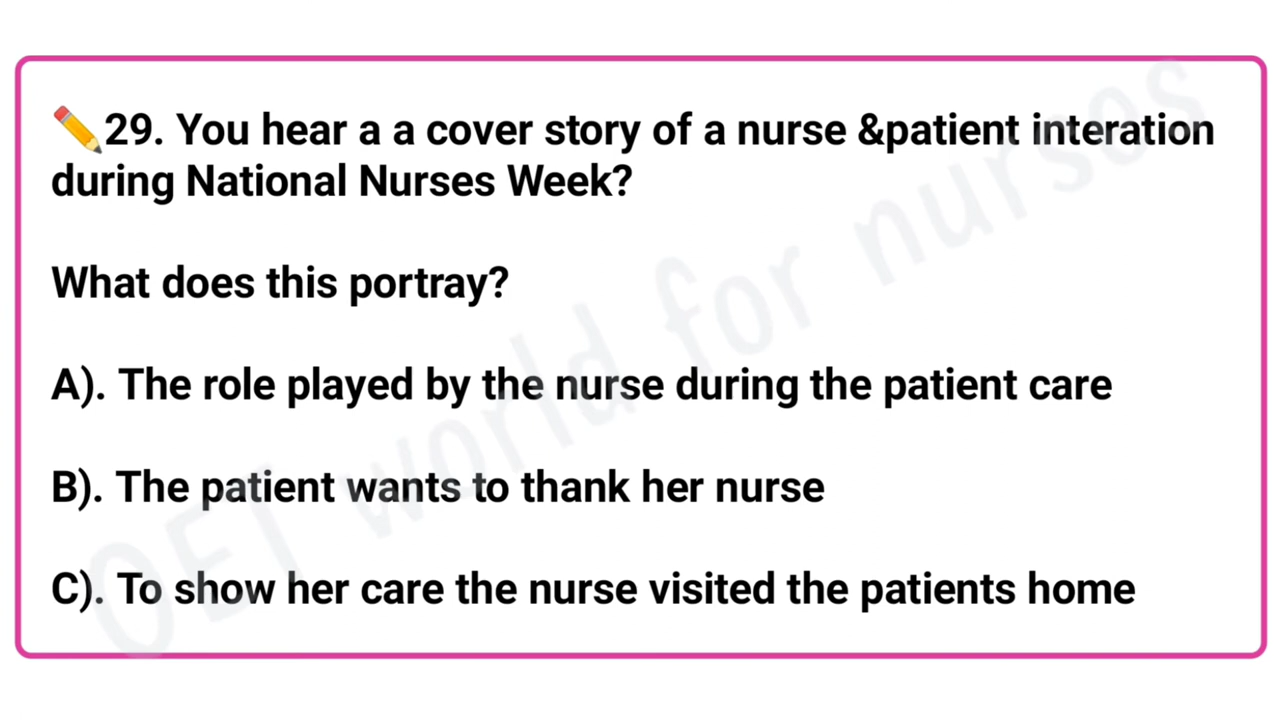 ✏️29. You hear a a cover story of a nurse &patient interation
during National Nurses Week?
What does this portray?
A). The role played by the nurse during the patient care
B). The patient wants to thank her nurse
C). To show her care the nurse visited the patients home
OET world for nurses